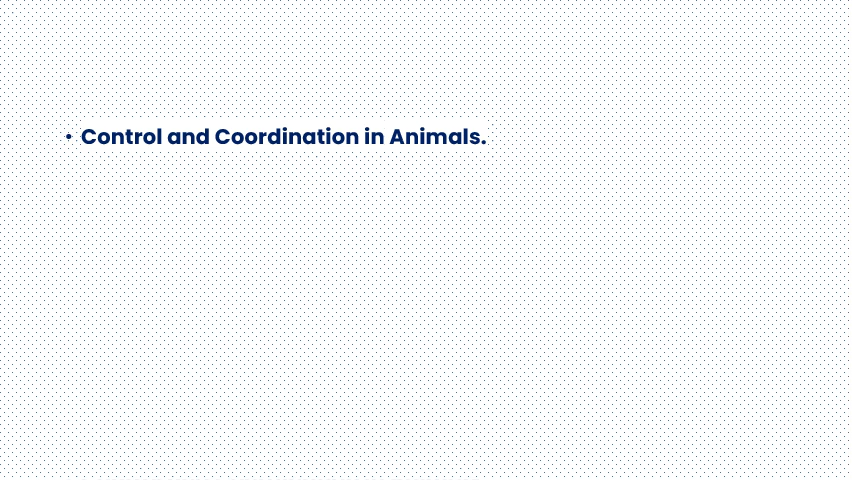 • Control and Coordination in Animals.